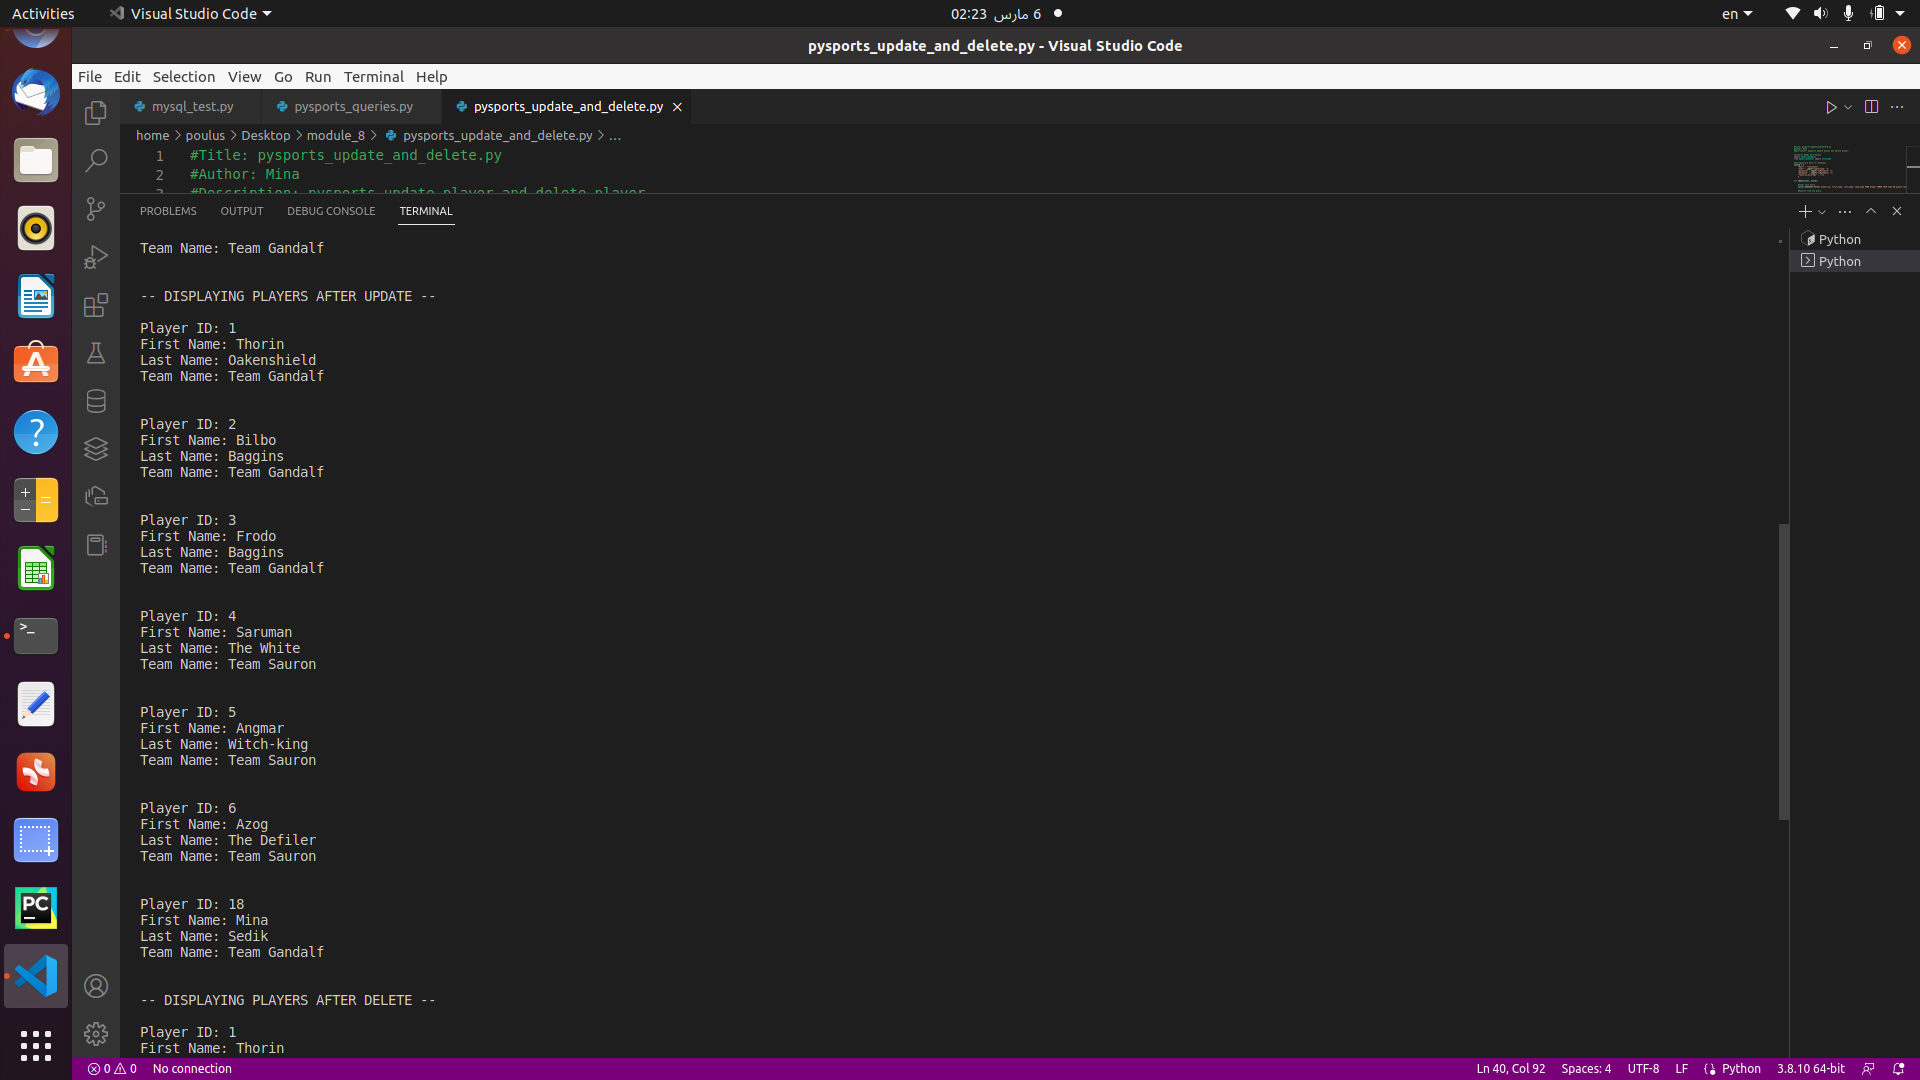 Activities
Visual Studio Code
6 مارس 02:23
en
pysports_update_and_delete.py - Visual Studio Code
File Edit Selection View Go Run Terminal Help
mysql_test.py
pysports_queries.py
pysports_update_and_delete.py
home > poulus > Desktop > module_8 > pysports_update_and_delete.py > ...
1 #Title: pysports_update_and_delete.py
2 #Author: Mina
3 #Description: pysports update player and delete player
PROBLEMS OUTPUT DEBUG CONSOLE TERMINAL
Python
Python
Team Name: Team Gandalf
-- DISPLAYING PLAYERS AFTER UPDATE --
Player ID: 1
First Name: Thorin
Last Name: Oakenshield
Team Name: Team Gandalf
Player ID: 2
First Name: Bilbo
Last Name: Baggins
Team Name: Team Gandalf
Player ID: 3
First Name: Frodo
Last Name: Baggins
Team Name: Team Gandalf
Player ID: 4
First Name: Saruman
Last Name: The White
Team Name: Team Sauron
Player ID: 5
First Name: Angmar
Last Name: Witch-king
Team Name: Team Sauron
Player ID: 6
First Name: Azog
Last Name: The Defiler
Team Name: Team Sauron
Player ID: 18
First Name: Mina
Last Name: Sedik
Team Name: Team Gandalf
-- DISPLAYING PLAYERS AFTER DELETE --
Player ID: 1
First Name: Thorin
0 0 No connection
Ln 40, Col 92 Spaces: 4 UTF-8 LF Python 3.8.10 64-bit